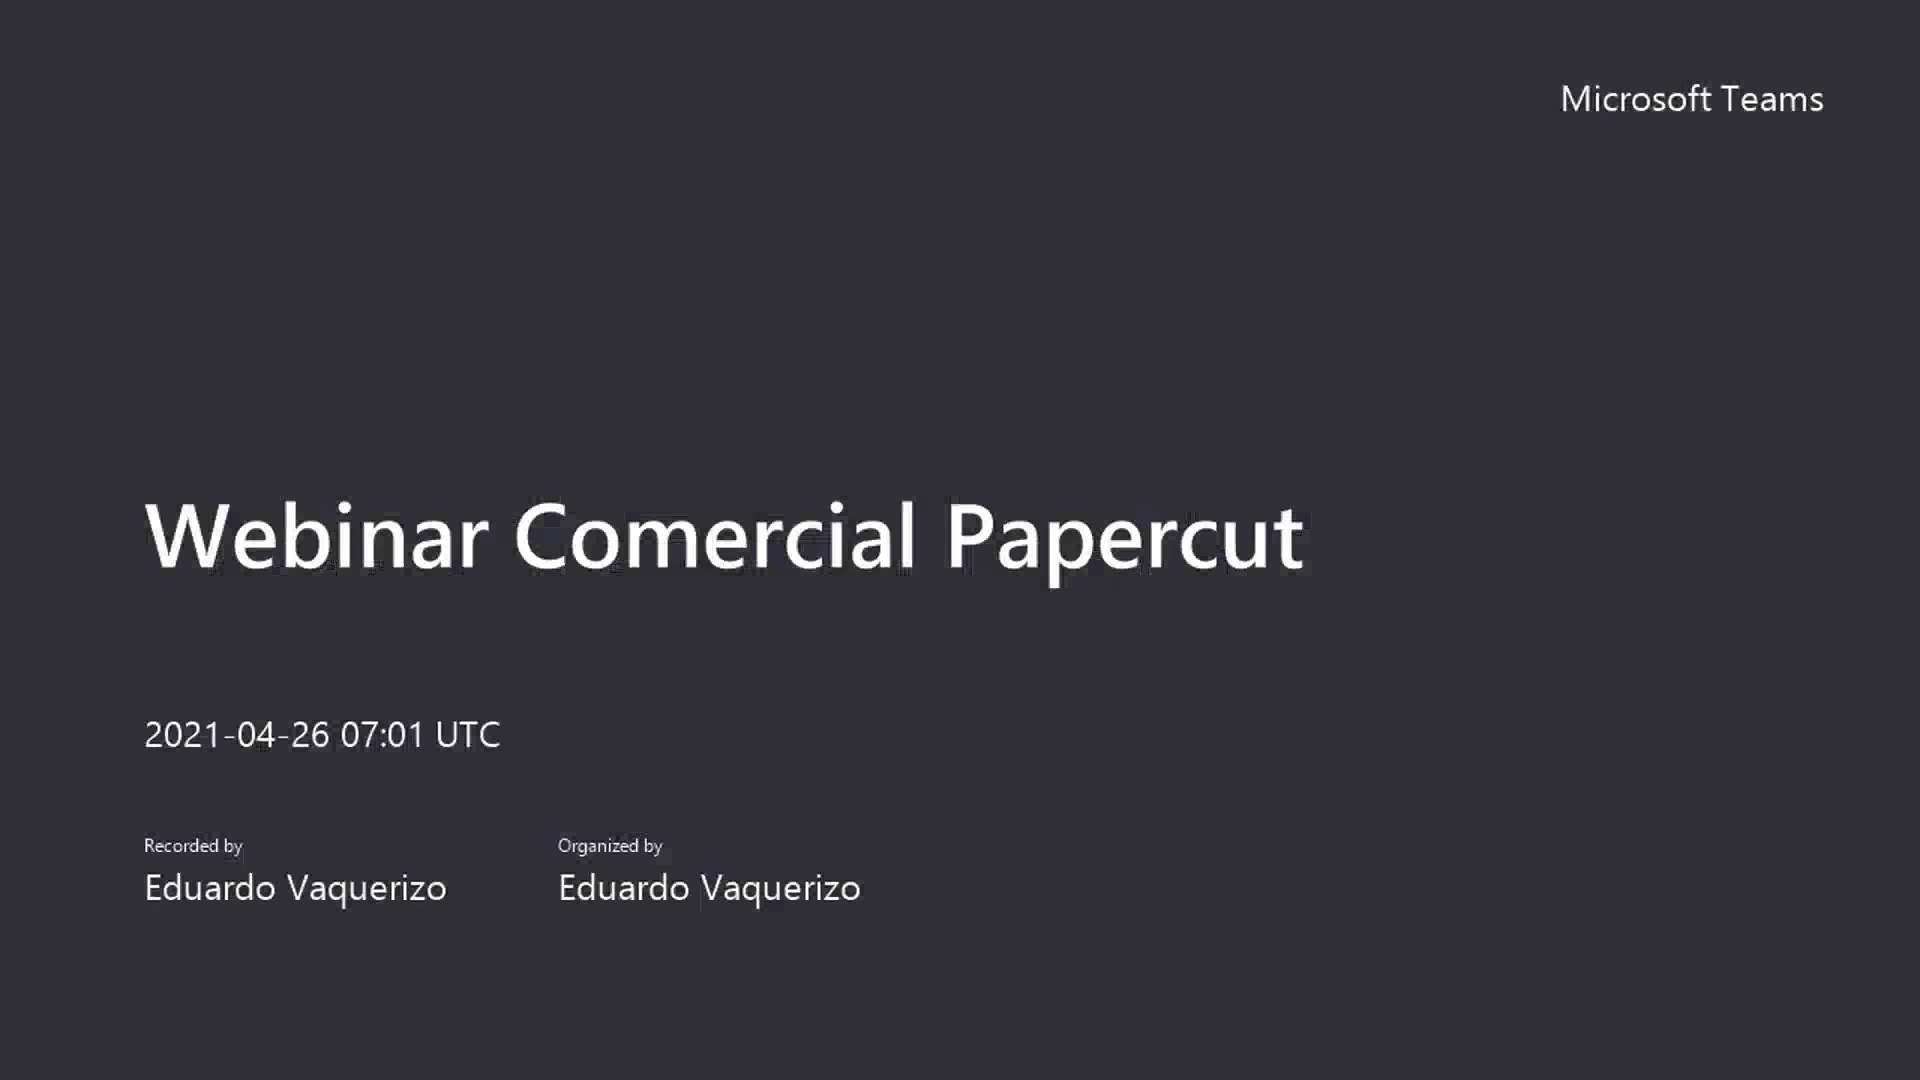 Microsoft Teams
Webinar Comercial Papercut
2021-04-26 07:01 UTC
Recorded by
Eduardo Vaquerizo
Organized by
Eduardo Vaquerizo